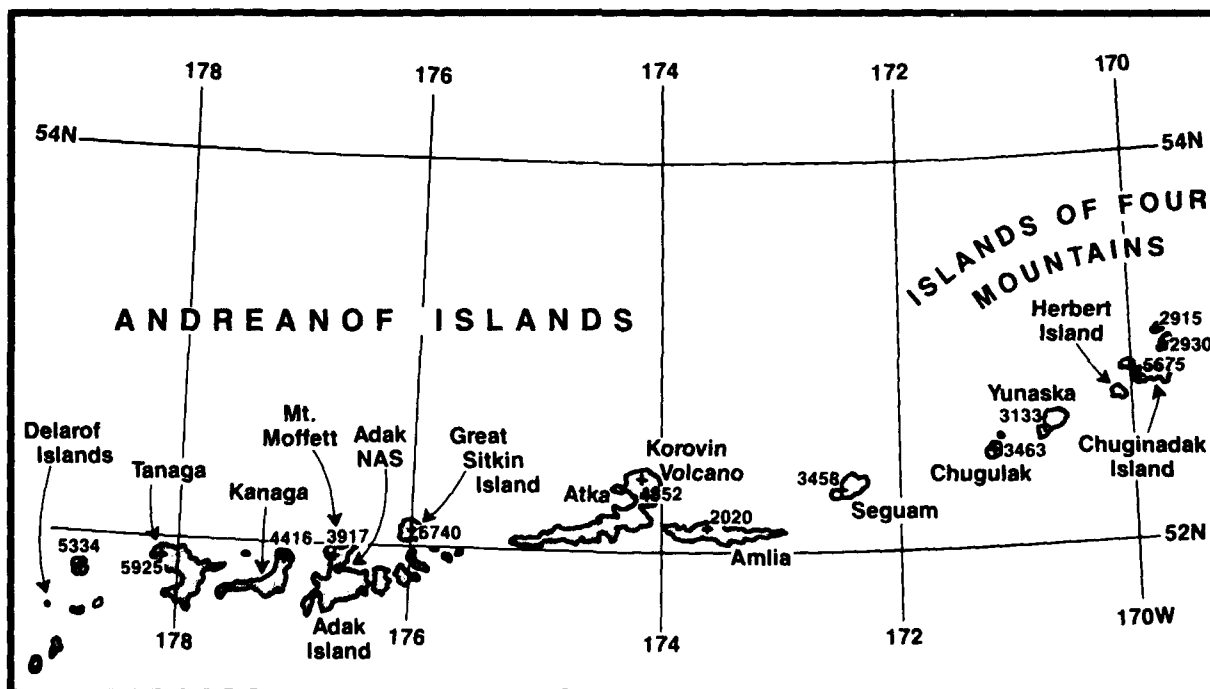 178
176
174
172
170
54N
54N
ISLANDS OF FOUR
MOUNTAINS
ANDREANOF ISLANDS
Herbert
Island
2915
2930
5675
Yunaska
3133
3463
Chugulak
Chuginadak
Island
Delarof
Islands
Tanaga
Kanaga
Mt.
Moffett
Adak
NAS
Great
Sitkin
Island
Korovin
Volcano
Atka
4852
3458
Seguam
2020
Amlia
5334
5925
4416
3917
5740
52N
Adak
Island
178
176
174
172
170W